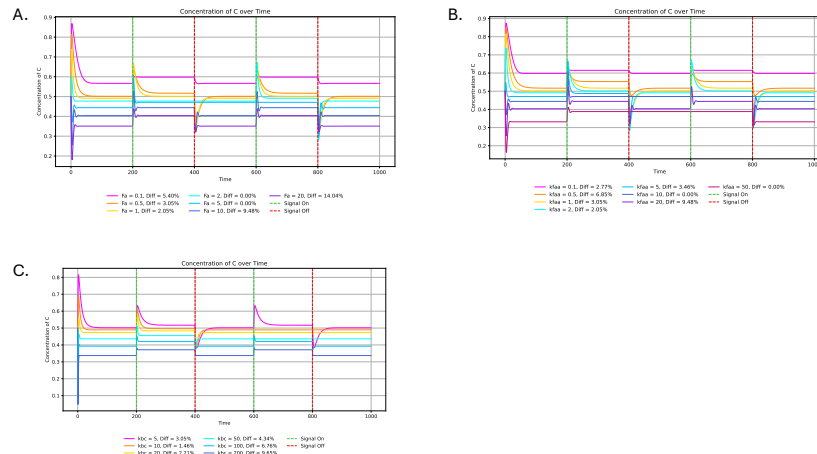 A.
Concentration of C over Time
Concentration of C
0.9
0.8
0.7
0.6
0.5
0.4
0.3
0.2
0 200 400 600 800 1000
Time
Fa = 0.1, Diff = 5.40% Fa = 2, Diff = 0.00% Fa = 20, Diff = 14.04%
Fa = 0.5, Diff = 3.05% Fa = 5, Diff = 0.00% Signal On
Fa = 1, Diff = 2.05% Fa = 10, Diff = 9.48% Signal Off
B.
Concentration of C over Time
Concentration of C
0.9
0.8
0.7
0.6
0.5
0.4
0.3
0.2
0 200 400 600 800 1000
Time
kfaa = 0.1, Diff = 2.77% kfaa = 5, Diff = 3.46% kfaa = 50, Diff = 0.00%
kfaa = 0.5, Diff = 6.85% kfaa = 10, Diff = 0.00% Signal On
kfaa = 1, Diff = 3.05% kfaa = 20, Diff = 9.48% Signal Off
kfaa = 2, Diff = 2.05%
C.
Concentration of C over Time
Concentration of C
0.8
0.7
0.6
0.5
0.4
0.3
0.2
0.1
0 200 400 600 800 1000
Time
kbc = 5, Diff = 3.05% kbc = 50, Diff = 4.34% Signal On
kbc = 10, Diff = 1.46% kbc = 100, Diff = 6.76% Signal Off
kbc = 20, Diff = 2.71% kbc = 200, Diff = 9.65%